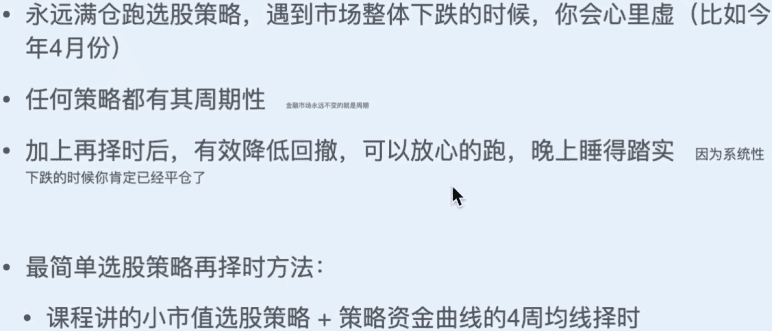 永远满仓跑选股策略，遇到市场整体下跌的时候，你会心里虚（比如今
年4月份）
任何策略都有其周期性 金融市场永远不变的就是周期
加上再择时后，有效降低回撤，可以放心的跑，晚上睡得踏实 因为系统性
下跌的时候你肯定已经平仓了
最简单选股策略再择时方法：
课程讲的小市值选股策略 + 策略资金曲线的4周均线择时